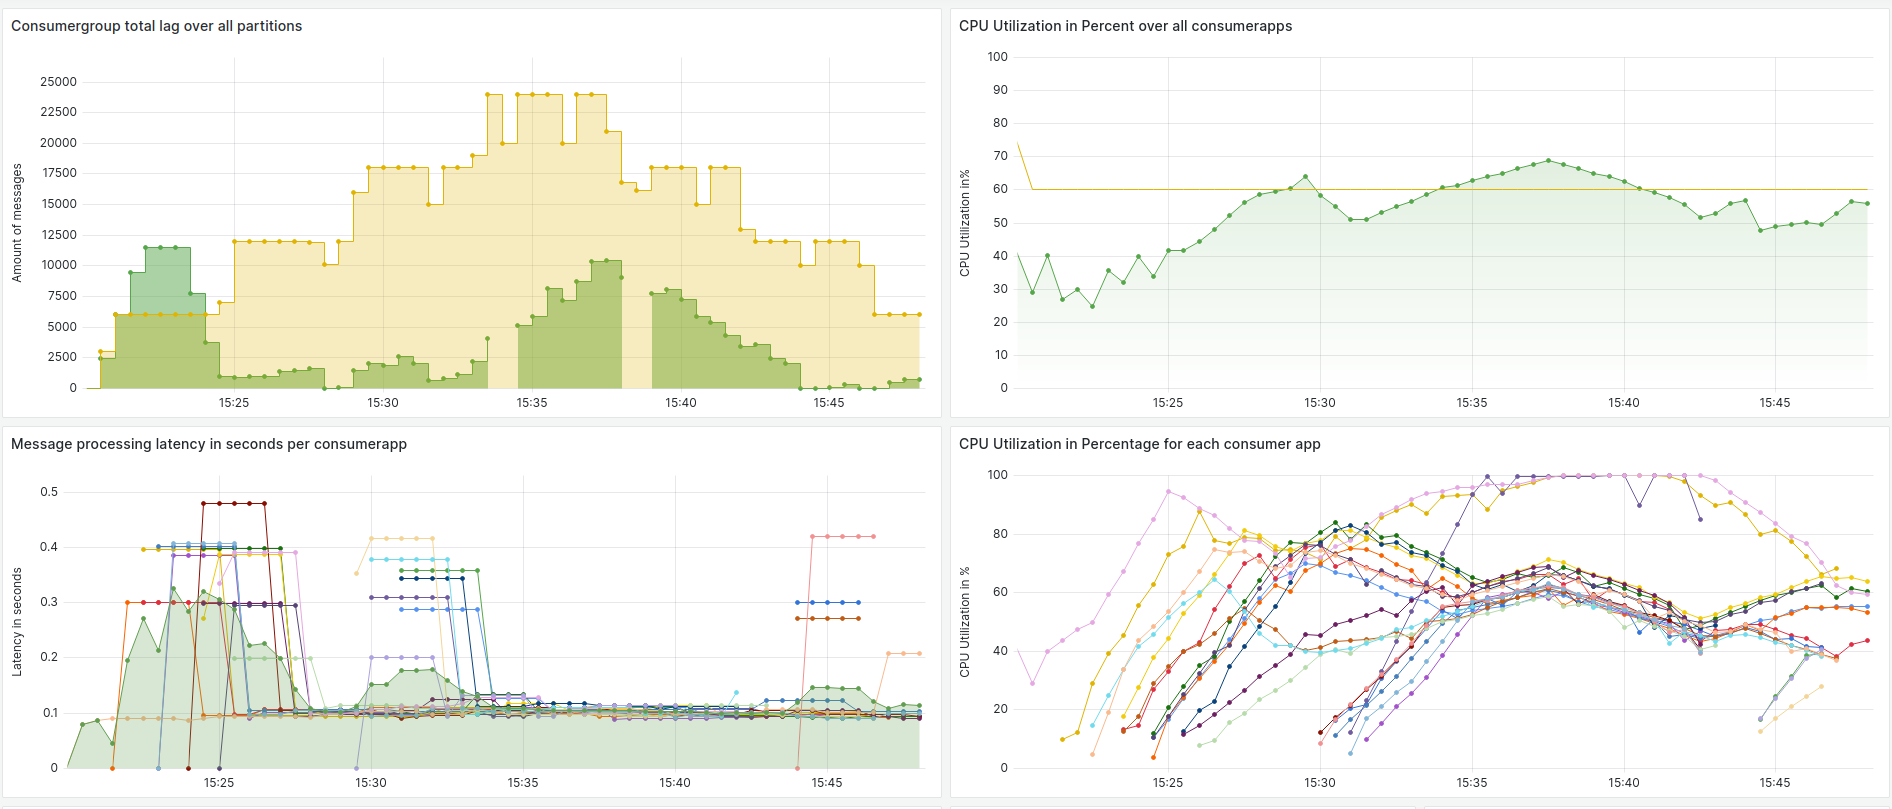 Consumergroup total lag over all partitions
Amount of messages
25000
22500
20000
17500
15000
12500
10000
7500
5000
2500
0
15:25 15:30 15:35 15:40 15:45
CPU Utilization in Percent over all consumerapps
CPU Utilization in%
100
90
80
70
60
50
40
30
20
10
0
15:25 15:30 15:35 15:40 15:45
Message processing latency in seconds per consumerapp
Latency in seconds
0.5
0.4
0.3
0.2
0.1
0
15:25 15:30 15:35 15:40 15:45
CPU Utilization in Percentage for each consumer app
CPU Utilization in %
100
80
60
40
20
0
15:25 15:30 15:35 15:40 15:45